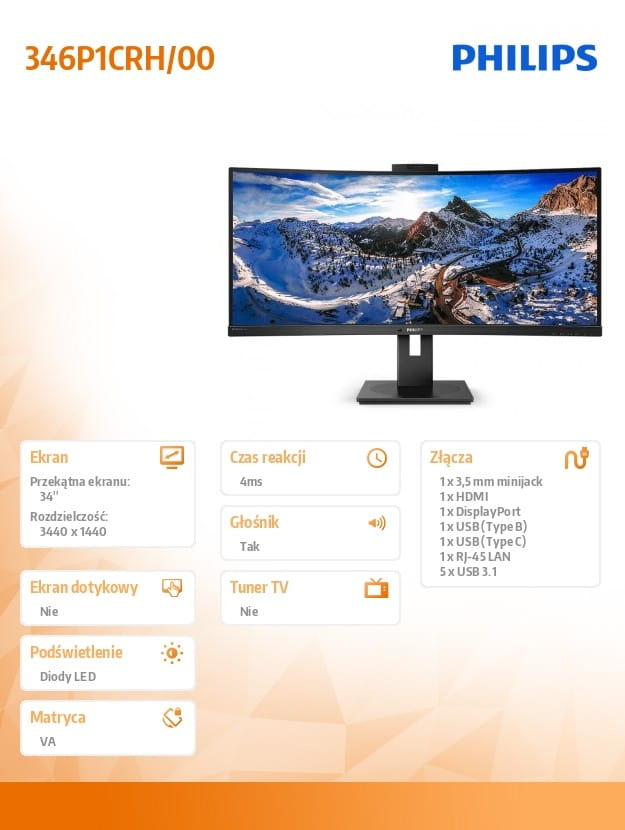 346P1CRH/00
PHILIPS
PHILIPS
Ekran
Przekątna ekranu:
34"
Rozdzielczość:
3440 x 1440
Ekran dotykowy
Nie
Podświetlenie
Diody LED
Matryca
VA
Czas reakcji
4ms
Głośnik
Tak
Tuner TV
Nie
Złącza
1 x 3,5 mm minijack
1 x HDMI
1 x DisplayPort
1 x USB (Type B)
1 x USB (Type C)
1 x RJ-45 LAN
5 x USB 3.1